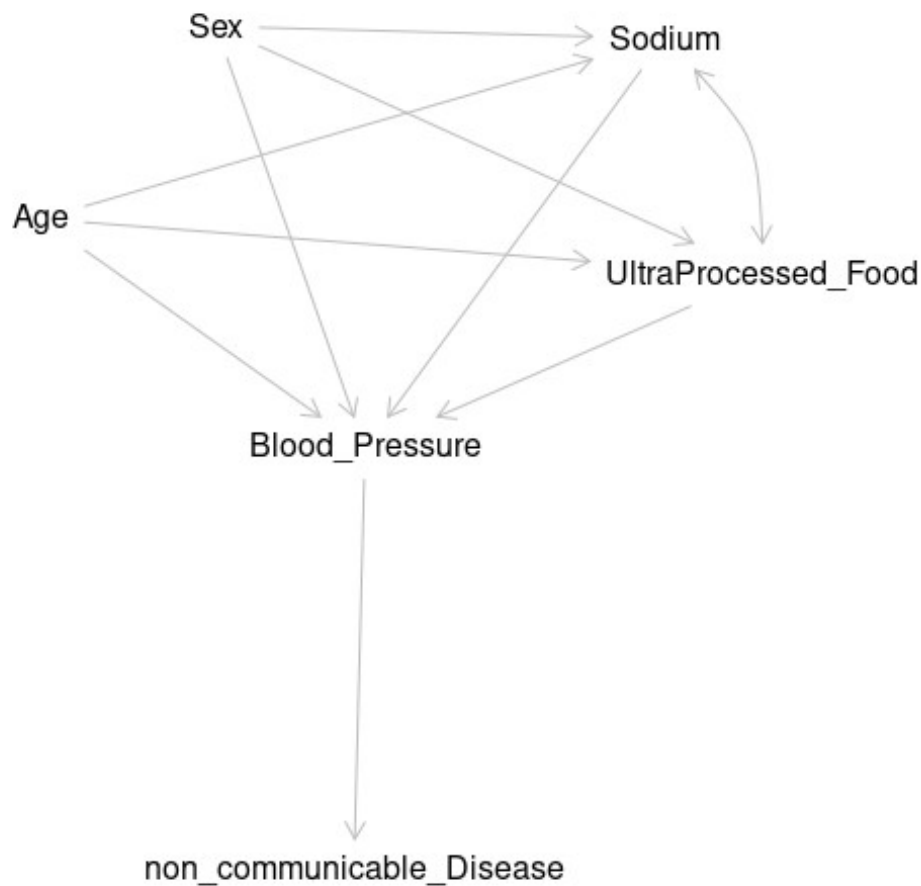 Sex
Sodium
Age
UltraProcessed_Food
Blood_Pressure
non_communicable_Disease